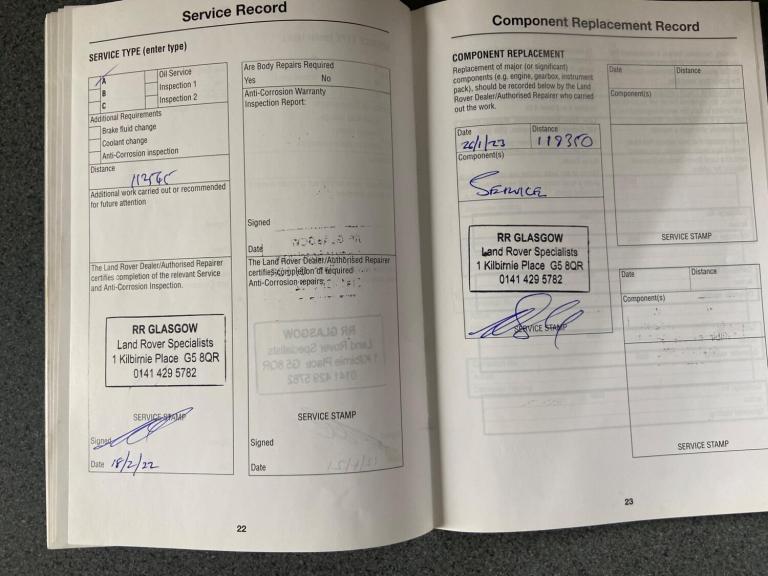 Service Record
SERVICE TYPE (enter type)
A
B
C
Oil Service
Inspection 1
Inspection 2
Additional Requirements
Brake fluid change
Coolant change
Anti-Corrosion inspection
Distance
112565
Additional work carried out or recommended
for future attention
The Land Rover Dealer/Authorised Repairer
certifies completion of the relevant Service
and Anti-Corrosion Inspection.
RR GLASGOW
Land Rover Specialists
1 Kilbirnie Place G5 8QR
0141 429 5782
SERVICE STAMP
Signed
Date 18/2/22
Are Body Repairs Required
Yes No
Anti-Corrosion Warranty
Inspection Report:
Signed
Date
The Land Rover Dealer/Authorised Repairer
certifies completion of required
Anti-Corrosion repairs.
SERVICE STAMP
Signed
Date
22
Component Replacement Record
COMPONENT REPLACEMENT
Replacement of major (or significant)
components (e.g. engine, gearbox, instrument
pack), should be recorded below by the Land
Rover Dealer/Authorised Repairer who carried
out the work.
Date Distance
26/1/23 119350
Component(s)
SERVICE
RR GLASGOW
Land Rover Specialists
1 Kilbirnie Place G5 8QR
0141 429 5782
SERVICE STAMP
Date Distance
Component(s)
SERVICE STAMP
Date Distance
Component(s)
SERVICE STAMP
23